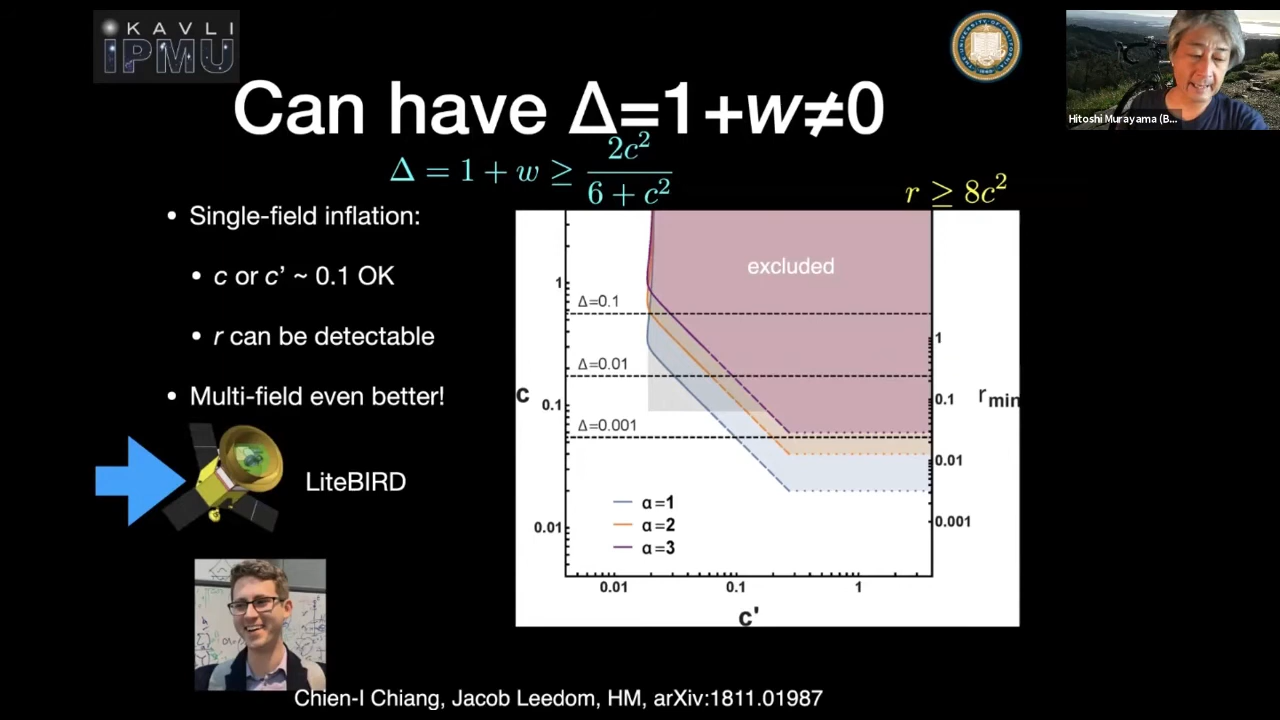 KAVLI
IPMU
Hitoshi Murayama (B...
Can have Δ=1+w≠0
Δ = 1 + w ≥ 2c² / (6 + c²)
r ≥ 8c²
• Single-field inflation:
• c or c’ ~ 0.1 OK
• r can be detectable
• Multi-field even better!
LiteBIRD
excluded
Δ=0.1
Δ=0.01
Δ=0.001
c
1
0.1
0.01
α=1
α=2
α=3
0.01 0.1 1
c'
1
0.1
0.01
0.001
r min
Chien-I Chiang, Jacob Leedom, HM, arXiv:1811.01987